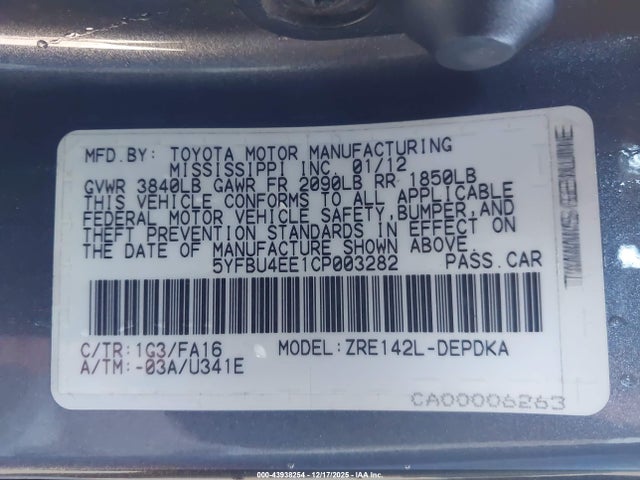 MFD.BY: TOYOTA MOTOR MANUFACTURING
MISSISSIPPI INC. 01/12
GVWR 3840LB GAWR FR 2090LB RR 1850LB
THIS VEHICLE CONFORMS TO ALL APPLICABLE
FEDERAL MOTOR VEHICLE SAFETY,BUMPER,AND
THEFT PREVENTION STANDARDS IN EFFECT ON
THE DATE OF MANUFACTURE SHOWN ABOVE.
5YFBU4EE1CP003282 PASS.CAR
C/TR:1G3/FA16 MODEL:ZRE142L-DEPDKA
A/TM:-03A/U341E
CA00006263
000-43938254 - 12/17/2025 - IAA Inc.